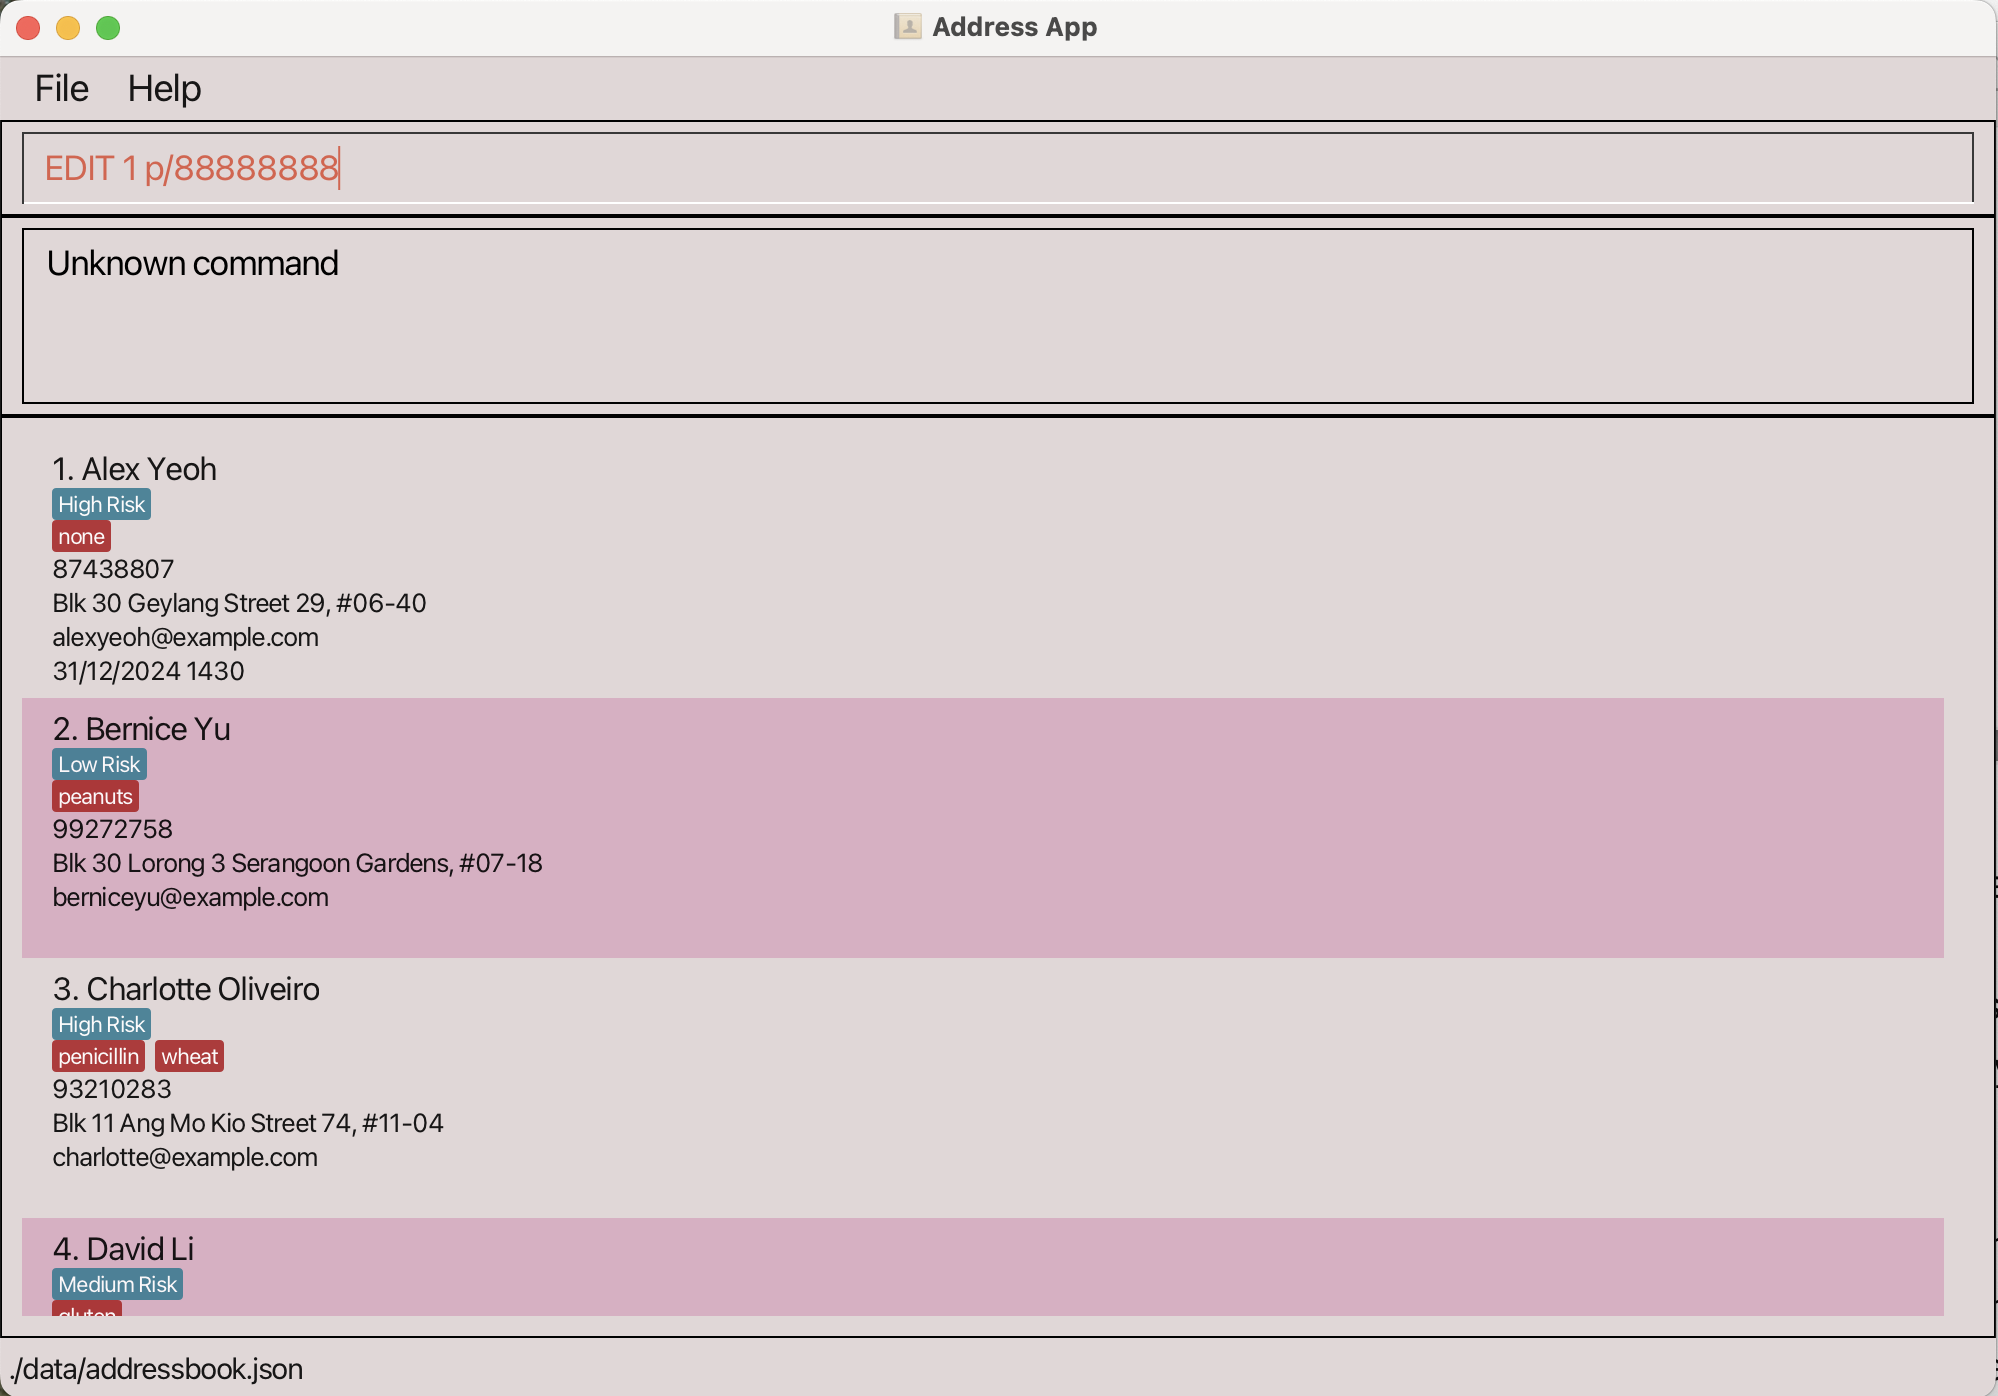 Address App
File Help
EDIT 1 p/88888888
Unknown command
1. Alex Yeoh
High Risk
none
87438807
Blk 30 Geylang Street 29, #06-40
alexyeoh@example.com
31/12/2024 1430
2. Bernice Yu
Low Risk
peanuts
99272758
Blk 30 Lorong 3 Serangoon Gardens, #07-18
berniceyu@example.com
3. Charlotte Oliveiro
High Risk
penicillin wheat
93210283
Blk 11 Ang Mo Kio Street 74, #11-04
charlotte@example.com
4. David Li
Medium Risk
gluten
./data/addressbook.json